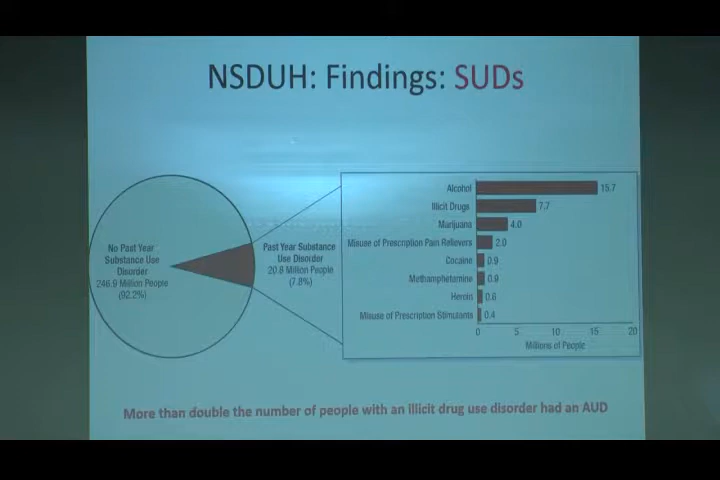 NSDUH: Findings: SUDs
No Past Year
Substance Use
Disorder
246.9 Million People
(92.2%)
Past Year Substance
Use Disorder
20.8 Million People
(7.8%)
Alcohol 15.7
Illicit Drugs 7.7
Marijuana 4.0
Misuse of Prescription Pain Relievers 2.0
Cocaine 0.9
Methamphetamine 0.9
Heroin 0.6
Misuse of Prescription Stimulants 0.4
0 5 10 15 20
Millions of People
More than double the number of people with an illicit drug use disorder had an AUD